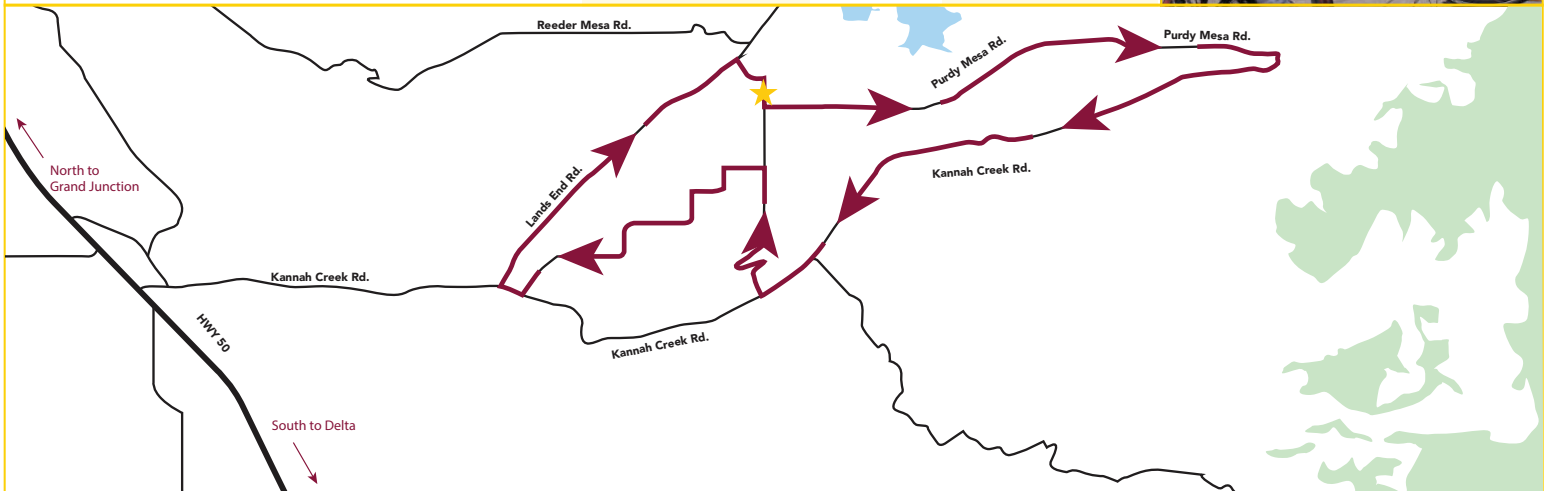 Reeder Mesa Rd.
Purdy Mesa Rd.
Purdy Mesa Rd.
North to
Grand Junction
Lands End Rd.
Kannah Creek Rd.
Kannah Creek Rd.
HWY 50
Kannah Creek Rd.
South to Delta